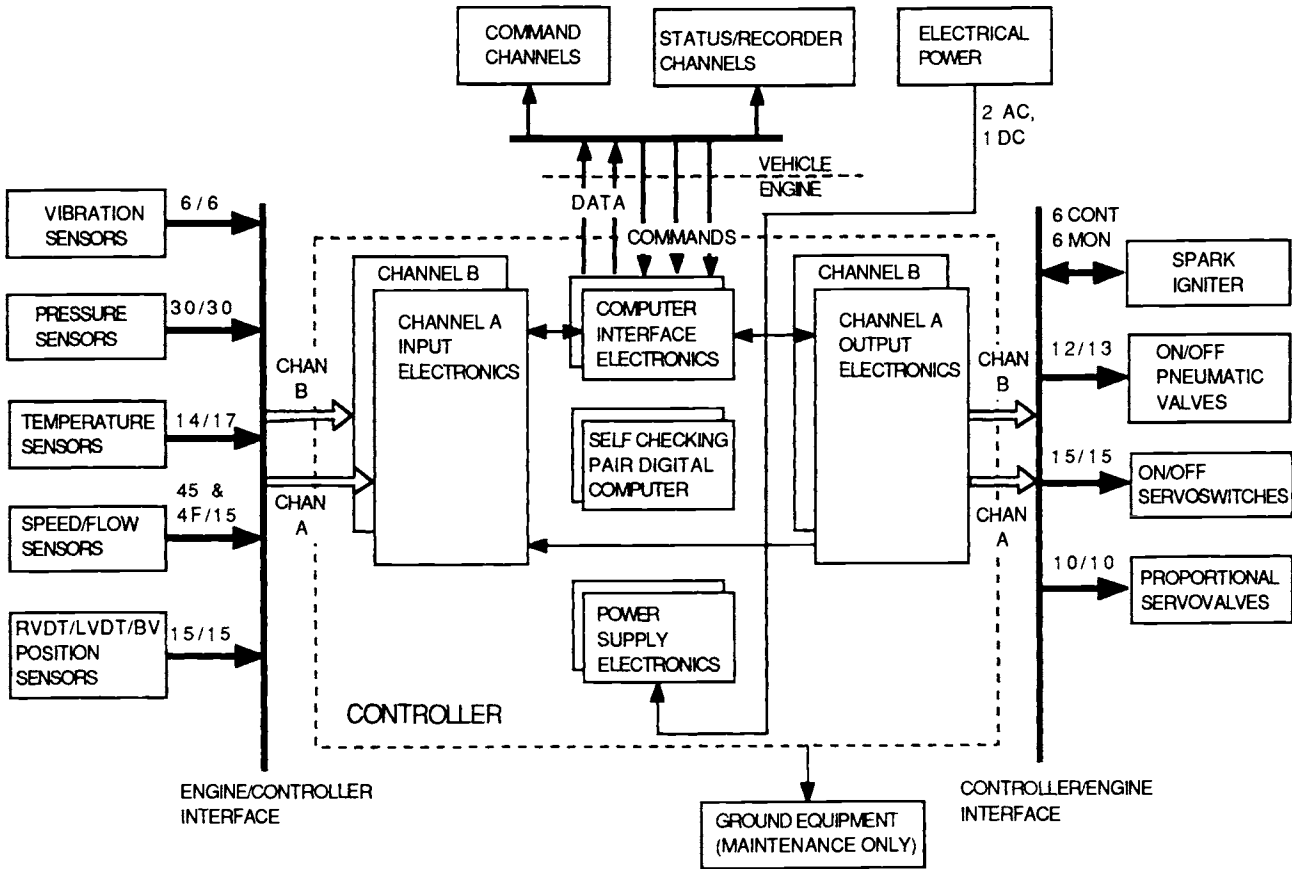 COMMAND
CHANNELS
STATUS/RECORDER
CHANNELS
ELECTRICAL
POWER
2 AC,
1 DC
VEHICLE
ENGINE
DATA
COMMANDS
VIBRATION
SENSORS
6/6
PRESSURE
SENSORS
30/30
TEMPERATURE
SENSORS
14/17
SPEED/FLOW
SENSORS
45 &
4F/15
RVDT/LVDT/BV
POSITION
SENSORS
15/15
ENGINE/CONTROLLER
INTERFACE
CHAN
B
CHAN
A
CHANNEL B
CHANNEL A
INPUT
ELECTRONICS
COMPUTER
INTERFACE
ELECTRONICS
SELF CHECKING
PAIR DIGITAL
COMPUTER
POWER
SUPPLY
ELECTRONICS
CONTROLLER
CHANNEL B
CHANNEL A
OUTPUT
ELECTRONICS
CHAN
B
CHAN
A
6 CONT
6 MON
SPARK
IGNITER
12/13
ON/OFF
PNEUMATIC
VALVES
15/15
ON/OFF
SERVOSWITCHES
10/10
PROPORTIONAL
SERVOVALVES
CONTROLLER/ENGINE
INTERFACE
GROUND EQUIPMENT
(MAINTENANCE ONLY)